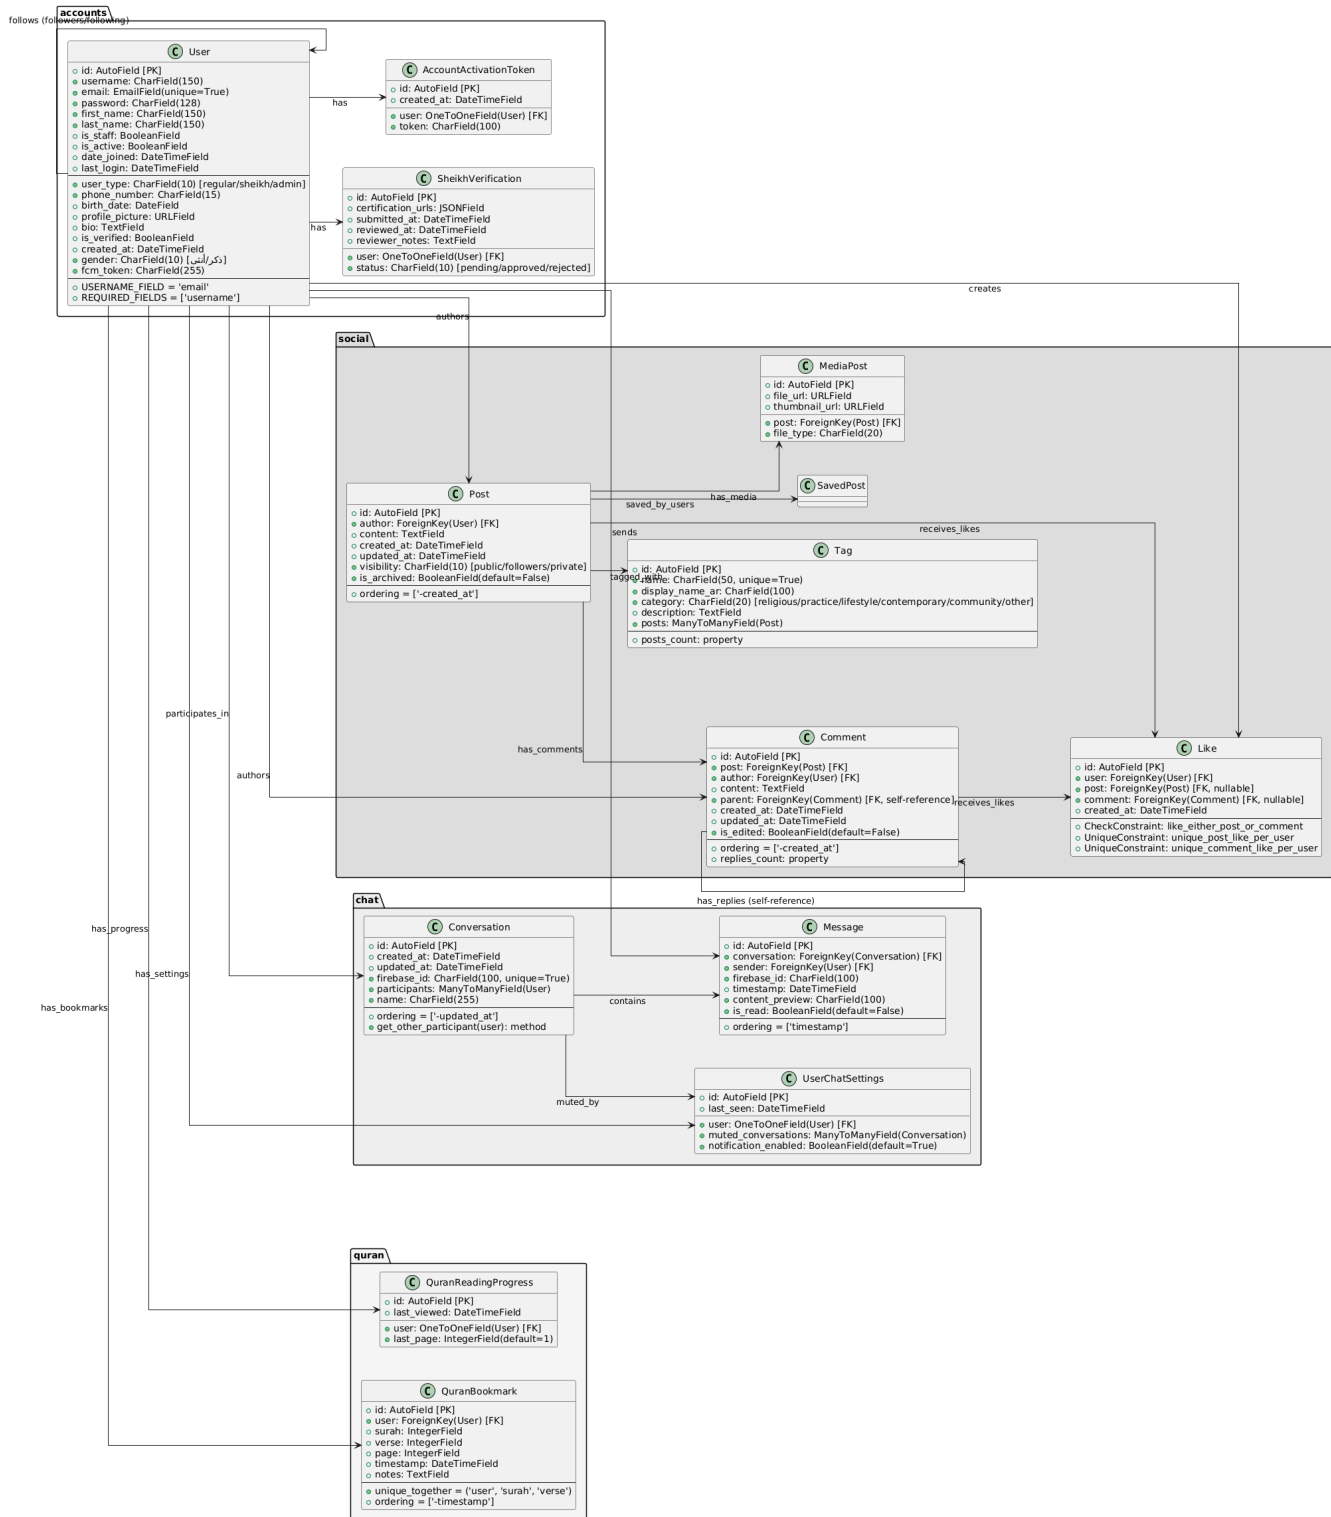 accounts
follows (followers/following)
User
id: AutoField [PK]
username: CharField(150)
email: EmailField(unique=True)
password: CharField(128)
first_name: CharField(150)
last_name: CharField(150)
is_staff: BooleanField
is_active: BooleanField
date_joined: DateTimeField
last_login: DateTimeField
user_type: CharField(10) [regular/sheikh/admin]
phone_number: CharField(15)
birth_date: DateField
profile_picture: URLField
bio: TextField
is_verified: BooleanField
created_at: DateTimeField
gender: CharField(10) [ذكر/أنثى]
fcm_token: CharField(255)
USERNAME_FIELD = 'email'
REQUIRED_FIELDS = ['username']
has
AccountActivationToken
id: AutoField [PK]
created_at: DateTimeField
user: OneToOneField(User) [FK]
token: CharField(100)
has
SheikhVerification
id: AutoField [PK]
certification_urls: JSONField
submitted_at: DateTimeField
reviewed_at: DateTimeField
reviewer_notes: TextField
user: OneToOneField(User) [FK]
status: CharField(10) [pending/approved/rejected]
creates
authors
social
MediaPost
id: AutoField [PK]
file_url: URLField
thumbnail_url: URLField
post: ForeignKey(Post) [FK]
file_type: CharField(20)
Post
id: AutoField [PK]
author: ForeignKey(User) [FK]
content: TextField
created_at: DateTimeField
updated_at: DateTimeField
visibility: CharField(10) [public/followers/private]
is_archived: BooleanField(default=False)
ordering = ['-created_at']
SavedPost
has_media
saved_by_users
sends
receives_likes
tagged_with
Tag
id: AutoField [PK]
name: CharField(50, unique=True)
display_name_ar: CharField(100)
category: CharField(20) [religious/practice/lifestyle/contemporary/community/other]
description: TextField
posts: ManyToManyField(Post)
posts_count: property
participates_in
has_comments
authors
Comment
id: AutoField [PK]
post: ForeignKey(Post) [FK]
author: ForeignKey(User) [FK]
content: TextField
parent: ForeignKey(Comment) [FK, self-reference]
created_at: DateTimeField
updated_at: DateTimeField
is_edited: BooleanField(default=False)
ordering = ['-created_at']
replies_count: property
receives_likes
Like
id: AutoField [PK]
user: ForeignKey(User) [FK]
post: ForeignKey(Post) [FK, nullable]
comment: ForeignKey(Comment) [FK, nullable]
created_at: DateTimeField
CheckConstraint: like_either_post_or_comment
UniqueConstraint: unique_post_like_per_user
UniqueConstraint: unique_comment_like_per_user
has_replies (self-reference)
chat
Conversation
id: AutoField [PK]
created_at: DateTimeField
updated_at: DateTimeField
firebase_id: CharField(100, unique=True)
participants: ManyToManyField(User)
name: CharField(255)
ordering = ['-updated_at']
get_other_participant(user): method
contains
Message
id: AutoField [PK]
conversation: ForeignKey(Conversation) [FK]
sender: ForeignKey(User) [FK]
firebase_id: CharField(100)
timestamp: DateTimeField
content_preview: CharField(100)
is_read: BooleanField(default=False)
ordering = ['timestamp']
has_progress
has_settings
has_bookmarks
muted_by
UserChatSettings
id: AutoField [PK]
last_seen: DateTimeField
user: OneToOneField(User) [FK]
muted_conversations: ManyToManyField(Conversation)
notification_enabled: BooleanField(default=True)
quran
QuranReadingProgress
id: AutoField [PK]
last_viewed: DateTimeField
user: OneToOneField(User) [FK]
last_page: IntegerField(default=1)
QuranBookmark
id: AutoField [PK]
user: ForeignKey(User) [FK]
surah: IntegerField
verse: IntegerField
page: IntegerField
timestamp: DateTimeField
notes: TextField
unique_together = ('user', 'surah', 'verse')
ordering = ['-timestamp']